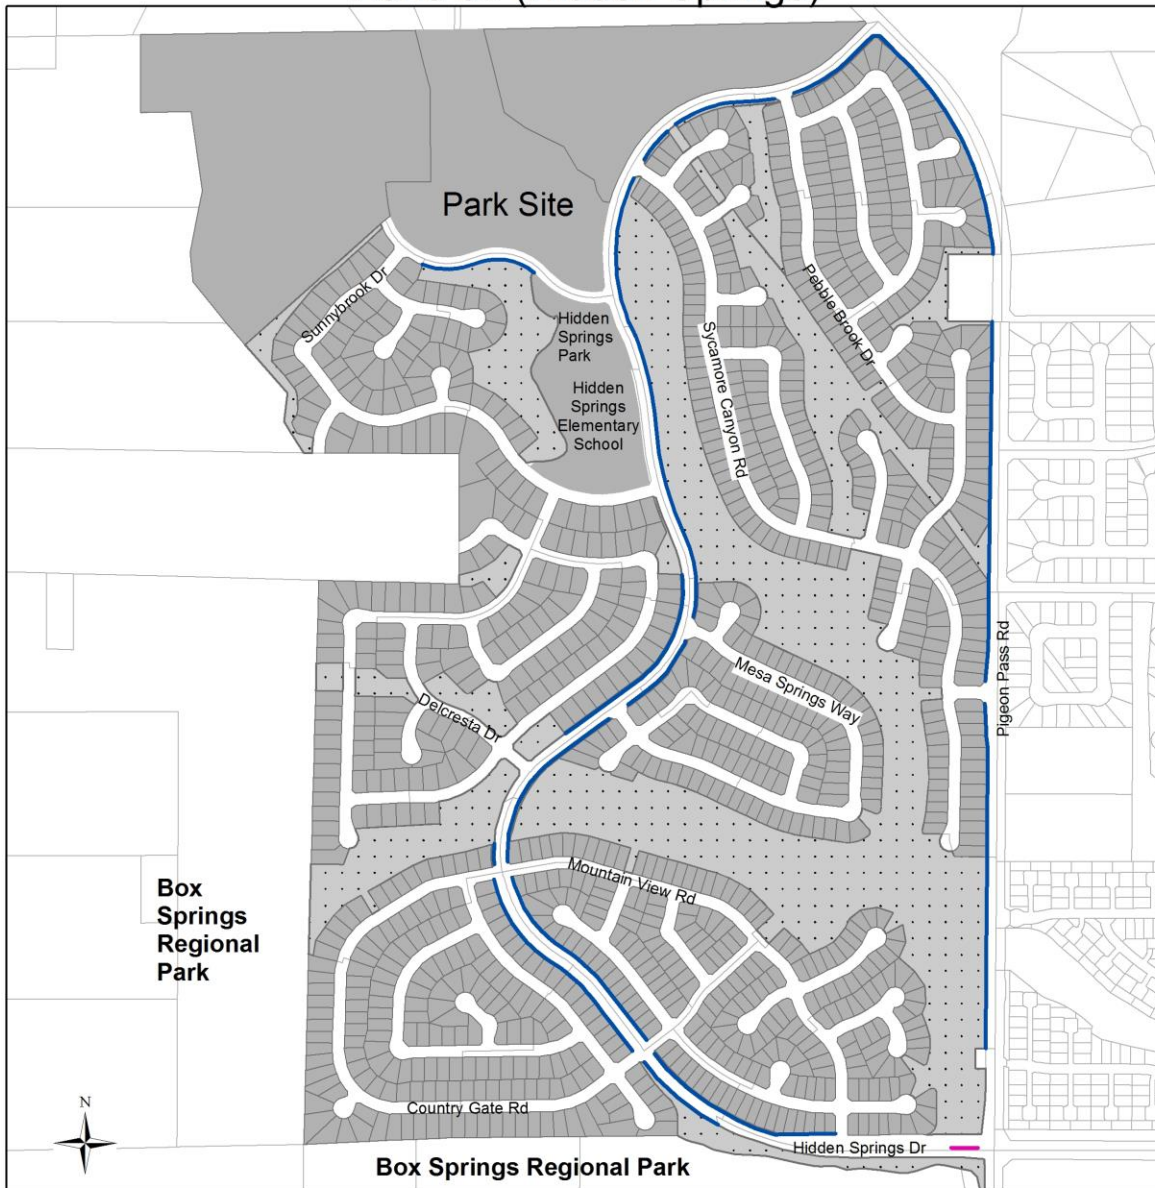 Park Site
Sunnybrook Dr
Hidden
Springs
Park
Hidden
Springs
Elementary
School
Pebble Brook Dr
Sycamore Canyon Rd
Mesa Springs Way
Pigeon Pass Rd
Delcresta Dr
Mountain View Rd
Box
Springs
Regional
Park
Country Gate Rd
N
Hidden Springs Dr
Box Springs Regional Park